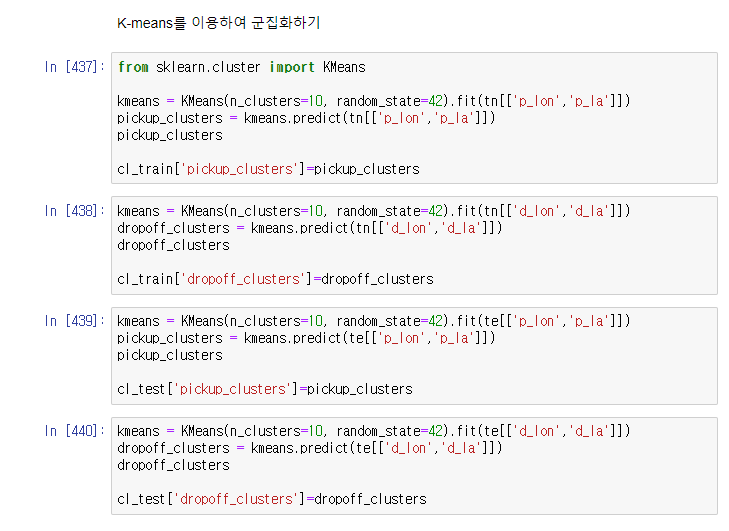 K-means를 이용하여 군집화하기
In [437]: from sklearn.cluster import KMeans
kmeans = KMeans(n_clusters=10, random_state=42).fit(tn[['p_lon','p_la']])
pickup_clusters = kmeans.predict(tn[['p_lon','p_la']])
pickup_clusters
cl_train['pickup_clusters']=pickup_clusters
In [438]: kmeans = KMeans(n_clusters=10, random_state=42).fit(tn[['d_lon','d_la']])
dropoff_clusters = kmeans.predict(tn[['d_lon','d_la']])
dropoff_clusters
cl_train['dropoff_clusters']=dropoff_clusters
In [439]: kmeans = KMeans(n_clusters=10, random_state=42).fit(te[['p_lon','p_la']])
pickup_clusters = kmeans.predict(te[['p_lon','p_la']])
pickup_clusters
cl_test['pickup_clusters']=pickup_clusters
In [440]: kmeans = KMeans(n_clusters=10, random_state=42).fit(te[['d_lon','d_la']])
dropoff_clusters = kmeans.predict(te[['d_lon','d_la']])
dropoff_clusters
cl_test['dropoff_clusters']=dropoff_clusters